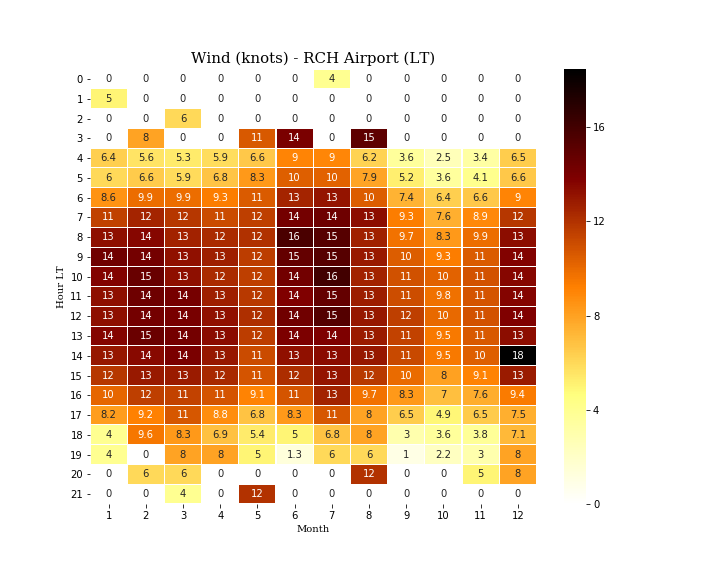 Wind (knots) - RCH Airport (LT)
0 0 0 0 0 0 0 4 0 0 0 0 0
1 5 0 0 0 0 0 0 0 0 0 0 0
2 0 0 6 0 0 0 0 0 0 0 0 0
3 0 8 0 0 11 14 0 15 0 0 0 0
16
4 6.4 5.6 5.3 5.9 6.6 9 9 6.2 3.6 2.5 3.4 6.5
5 6 6.6 5.9 6.8 8.3 10 10 7.9 5.2 3.6 4.1 6.6
6 8.6 9.9 9.9 9.3 11 13 13 10 7.4 6.4 6.6 9
7 11 12 12 11 12 14 14 13 9.3 7.6 8.9 12
12
8 13 14 13 12 12 16 15 13 9.7 8.3 9.9 13
9 14 14 13 13 12 15 15 13 10 9.3 11 14
10 14 15 13 12 12 14 16 13 11 10 11 14
11 13 14 14 13 12 14 15 13 11 9.8 11 14
8
12 13 14 14 13 12 14 15 13 12 10 11 14
13 14 15 14 13 12 14 14 13 11 9.5 11 13
14 13 14 14 13 11 13 13 13 11 9.5 10 18
15 12 13 13 12 11 12 13 12 10 8 9.1 13
16 10 12 11 11 9.1 11 13 9.7 8.3 7 7.6 9.4
4
17 8.2 9.2 11 8.8 6.8 8.3 11 8 6.5 4.9 6.5 7.5
18 4 9.6 8.3 6.9 5.4 5 6.8 8 3 3.6 3.8 7.1
19 4 0 8 8 5 1.3 6 6 1 2.2 3 8
20 0 6 6 0 0 0 0 12 0 0 5 8
21 0 0 4 0 12 0 0 0 0 0 0 0
0
1 2 3 4 5 6 7 8 9 10 11 12
Month
Hour LT